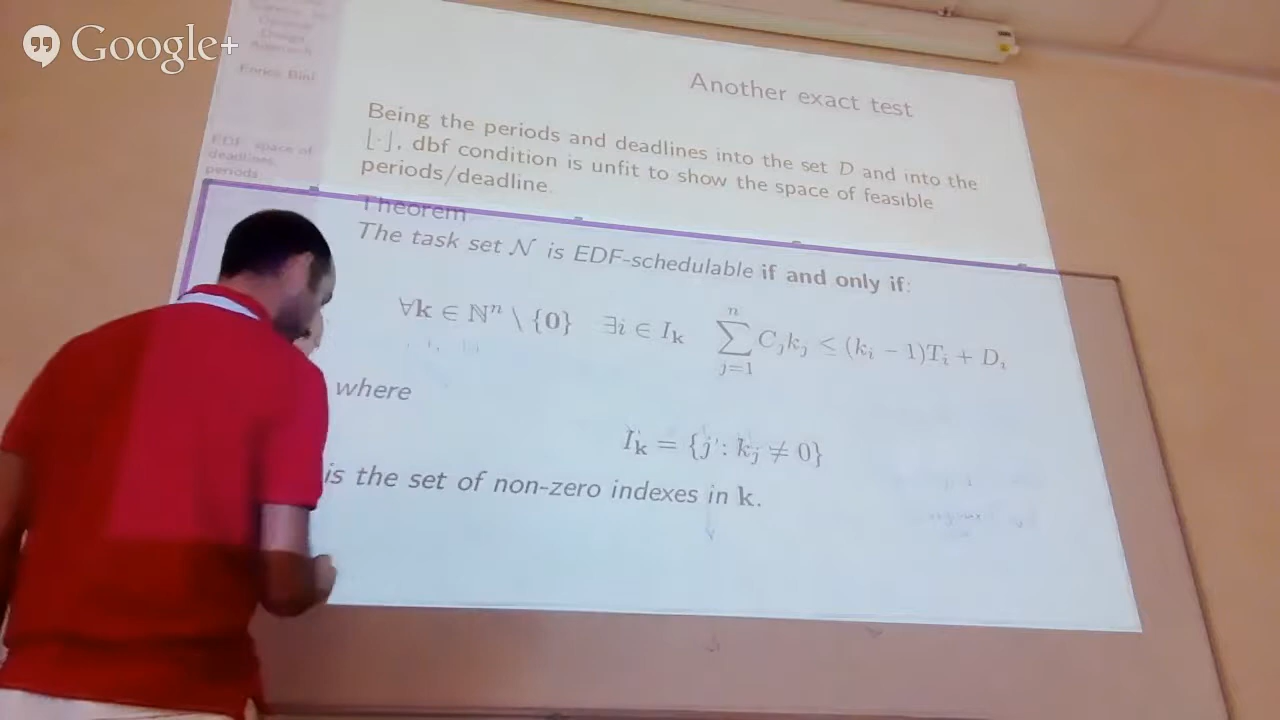 Google+
Enrico Bini
EDF: space of
deadlines,
periods
Another exact test
Being the periods and deadlines into the set D and into the
⌊·⌋, dbf condition is unfit to show the space of feasible
periods/deadline.
Theorem
The task set 𝒩 is EDF-schedulable if and only if:
∀k ∈ ℕⁿ \ {0} ∃i ∈ Iₖ ∑ⁿⱼ₌₁ Cⱼkⱼ ≤ (kᵢ − 1)Tᵢ + Dᵢ
where
Iₖ = {j : kⱼ ≠ 0}
is the set of non-zero indexes in k.